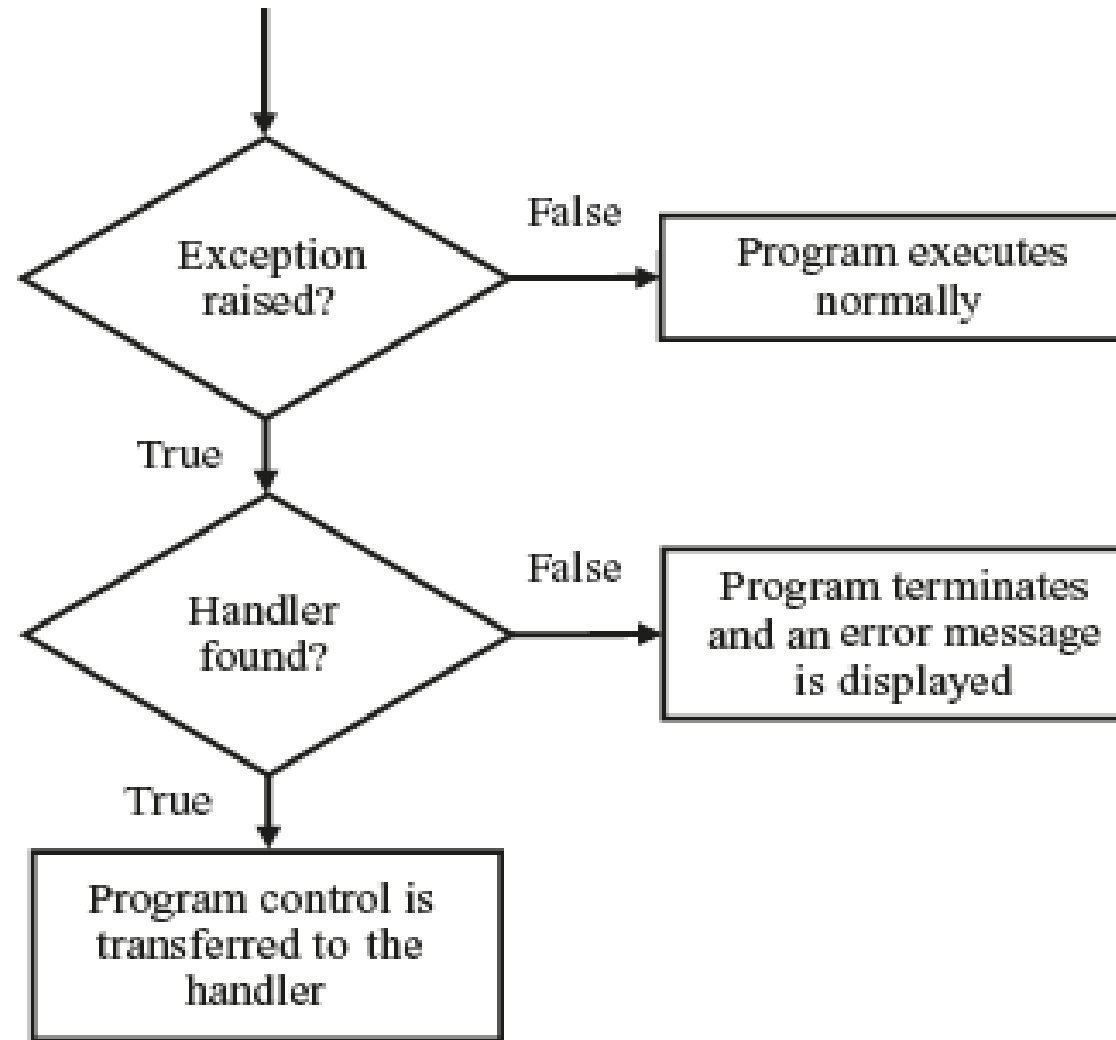 Exception
raised?
False
Program executes
normally
True
Handler
found?
False
Program terminates
and an error message
is displayed
True
Program control is
transferred to the
handler